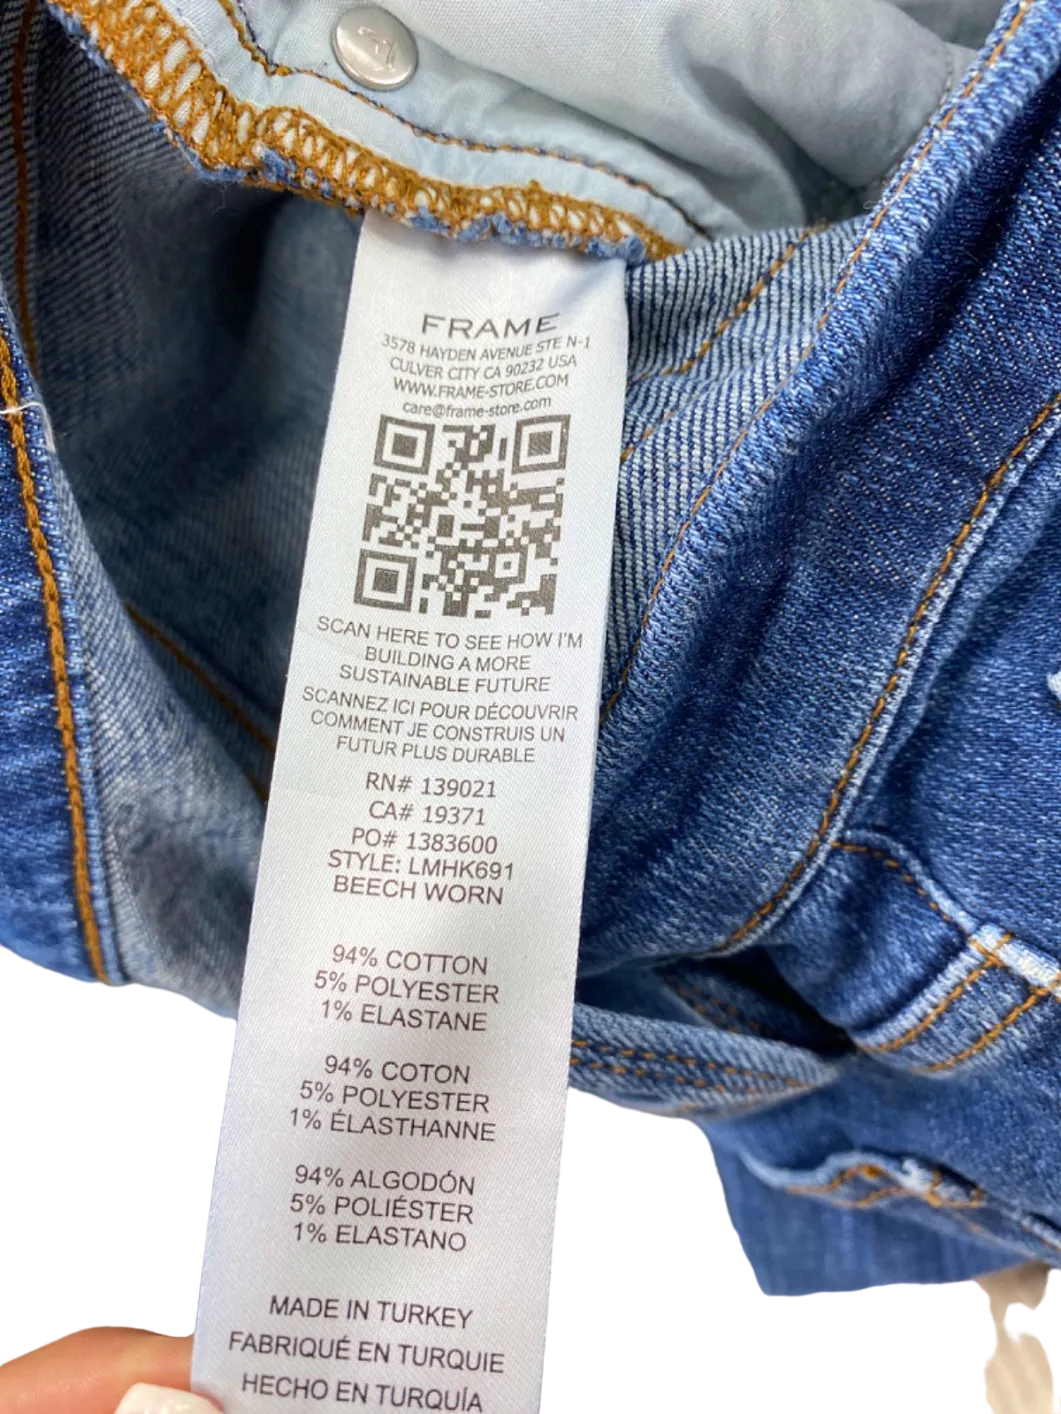 FRAME
3578 HAYDEN AVENUE STE N-1
CULVER CITY CA 90232 USA
WWW.FRAME-STORE.COM
care@frame-store.com
SCAN HERE TO SEE HOW I'M
BUILDING A MORE
SUSTAINABLE FUTURE
SCANNEZ ICI POUR DÉCOUVRIR
COMMENT JE CONSTRUIS UN
FUTUR PLUS DURABLE
RN# 139021
CA# 19371
PO# 1383600
STYLE: LMHK691
BEECH WORN
94% COTTON
5% POLYESTER
1% ELASTANE
94% COTON
5% POLYESTER
1% ÉLASTHANNE
94% ALGODÓN
5% POLIÉSTER
1% ELASTANO
MADE IN TURKEY
FABRIQUÉ EN TURQUIE
HECHO EN TURQUÍA